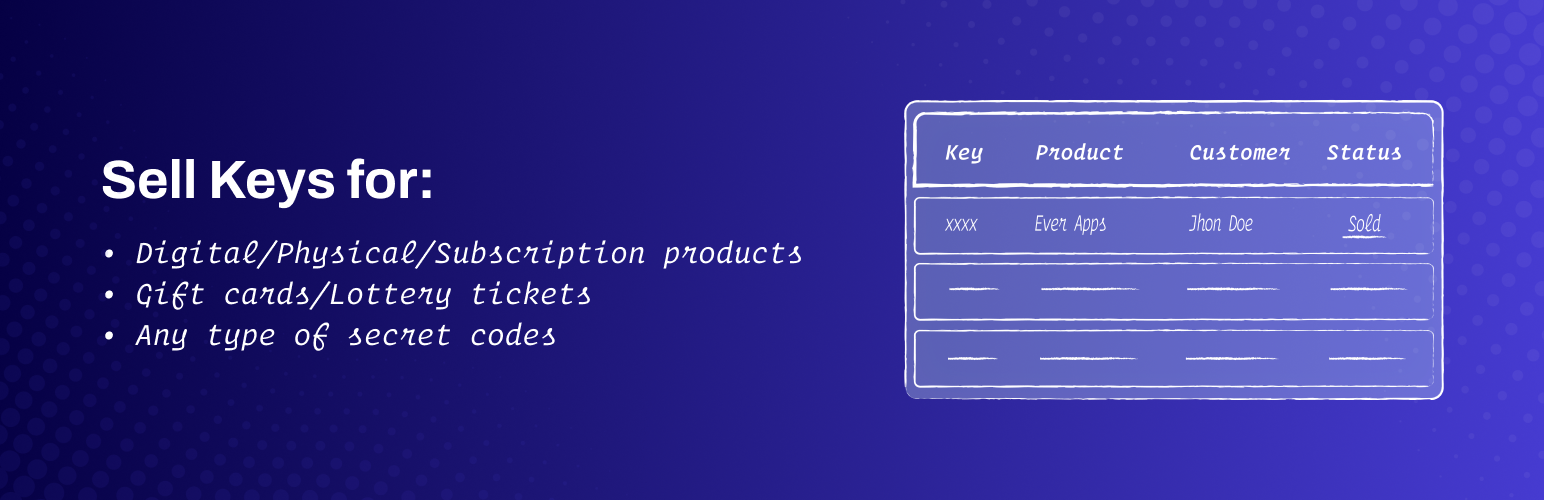 Sell Keys for:
• Digital/Physical/Subscription products
• Gift cards/Lottery tickets
• Any type of secret codes
Key Product Customer Status
xxxx Ever Apps Jhon Doe Sold